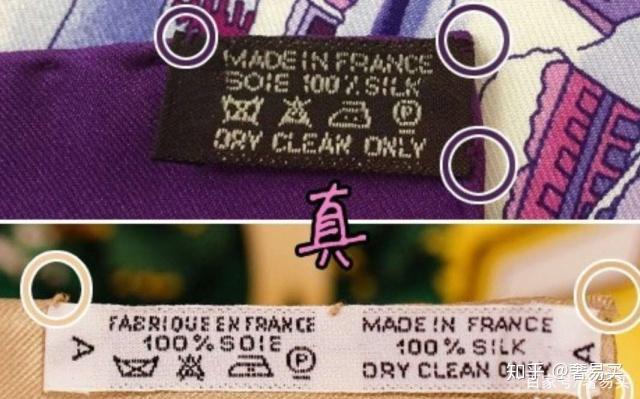 MADE IN FRANCE
SOIE 100% SILK
DRY CLEAN ONLY
真
FABRIQUE EN FRANCE
100% SOIE
MADE IN FRANCE
100% SILK
DRY CLEAN ONLY
A
A
知乎 @奢易买